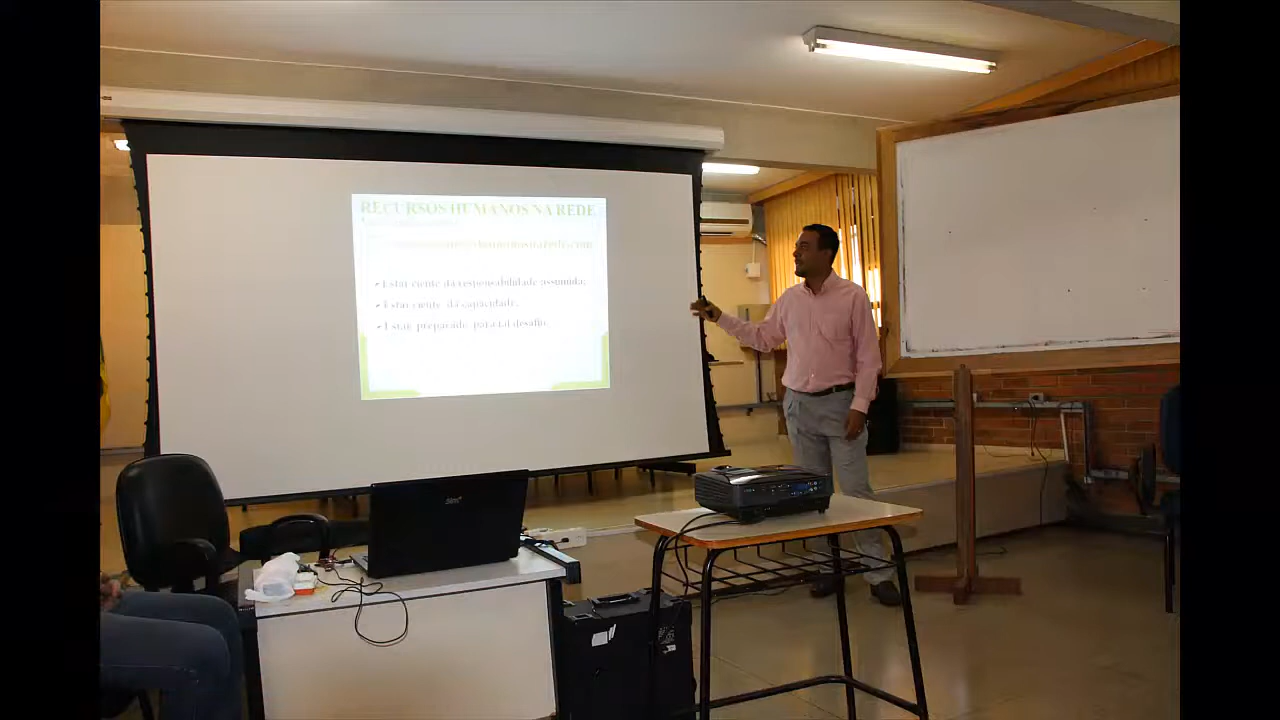 RECURSOS HUMANOS NA REDE
Estar ciente da responsabilidade assumida;
Estar ciente da capacidade;
Estar preparado para tal desafio.